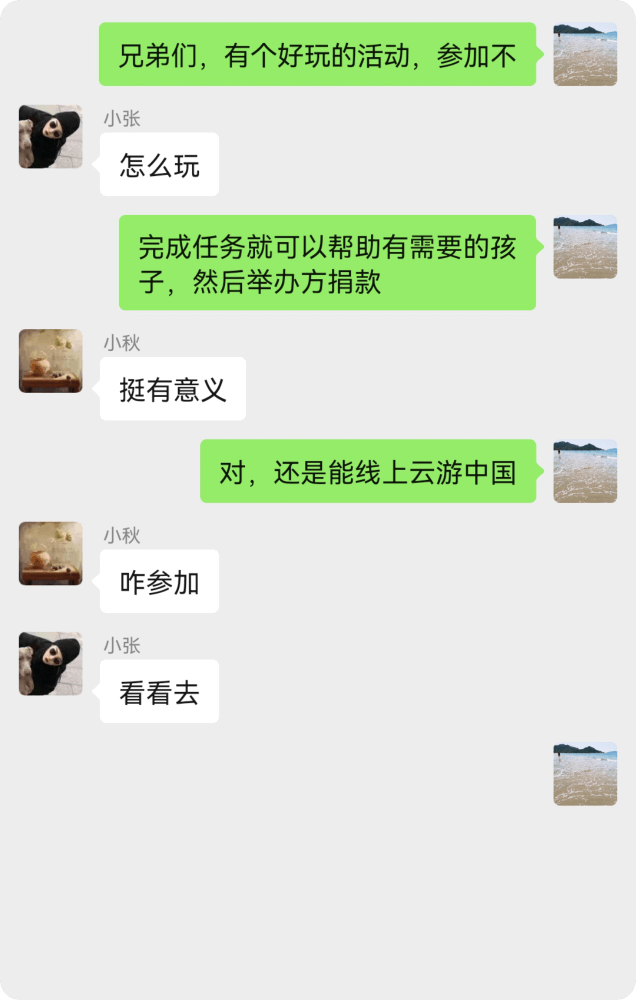 兄弟们，有个好玩的活动，参加不
小张
怎么玩
完成任务就可以帮助有需要的孩
子，然后举办方捐款
小秋
挺有意义
对，还是能线上云游中国
小秋
咋参加
小张
看看去